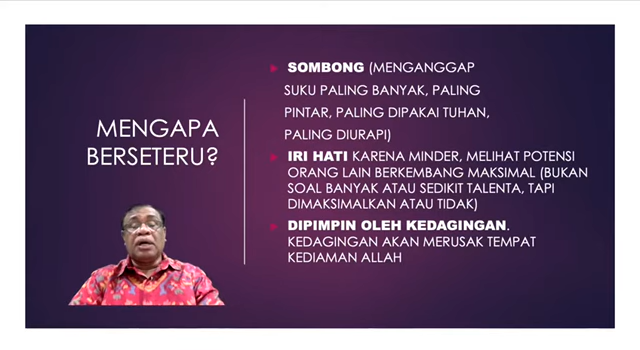 MENGAPA
BERSETERU?
SOMBONG (MENGANGGAP
SUKU PALING BANYAK, PALING
PINTAR, PALING DIPAKAI TUHAN,
PALING DIURAPI)
IRI HATI KARENA MINDER, MELIHAT POTENSI
ORANG LAIN BERKEMBANG MAKSIMAL (BUKAN
SOAL BANYAK ATAU SEDIKIT TALENTA, TAPI
DIMAKSIMALKAN ATAU TIDAK)
DIPIMPIN OLEH KEDAGINGAN.
KEDAGINGAN AKAN MERUSAK TEMPAT
KEDIAMAN ALLAH